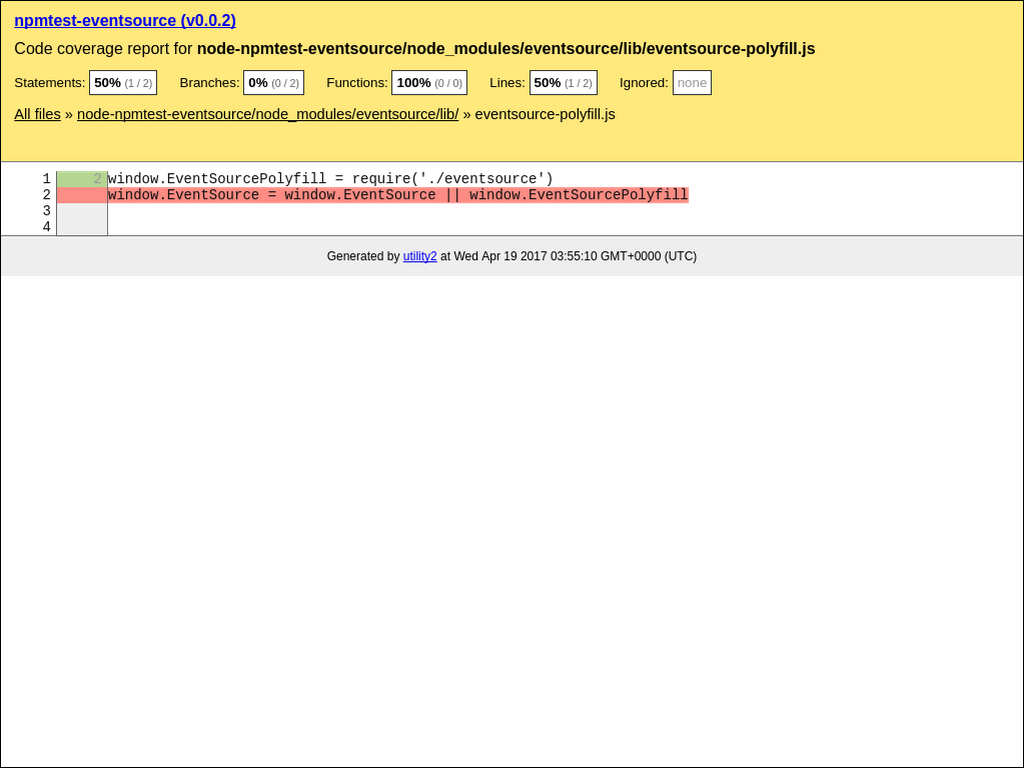 npmtest-eventsource (v0.0.2)
Code coverage report for node-npmtest-eventsource/node_modules/eventsource/lib/eventsource-polyfill.js
Statements: 50% (1 / 2) Branches: 0% (0 / 2) Functions: 100% (0 / 0) Lines: 50% (1 / 2) Ignored: none
All files » node-npmtest-eventsource/node_modules/eventsource/lib/ » eventsource-polyfill.js
1 2 window.EventSourcePolyfill = require('./eventsource')
2 window.EventSource = window.EventSource || window.EventSourcePolyfill
3
4
Generated by utility2 at Wed Apr 19 2017 03:55:10 GMT+0000 (UTC)